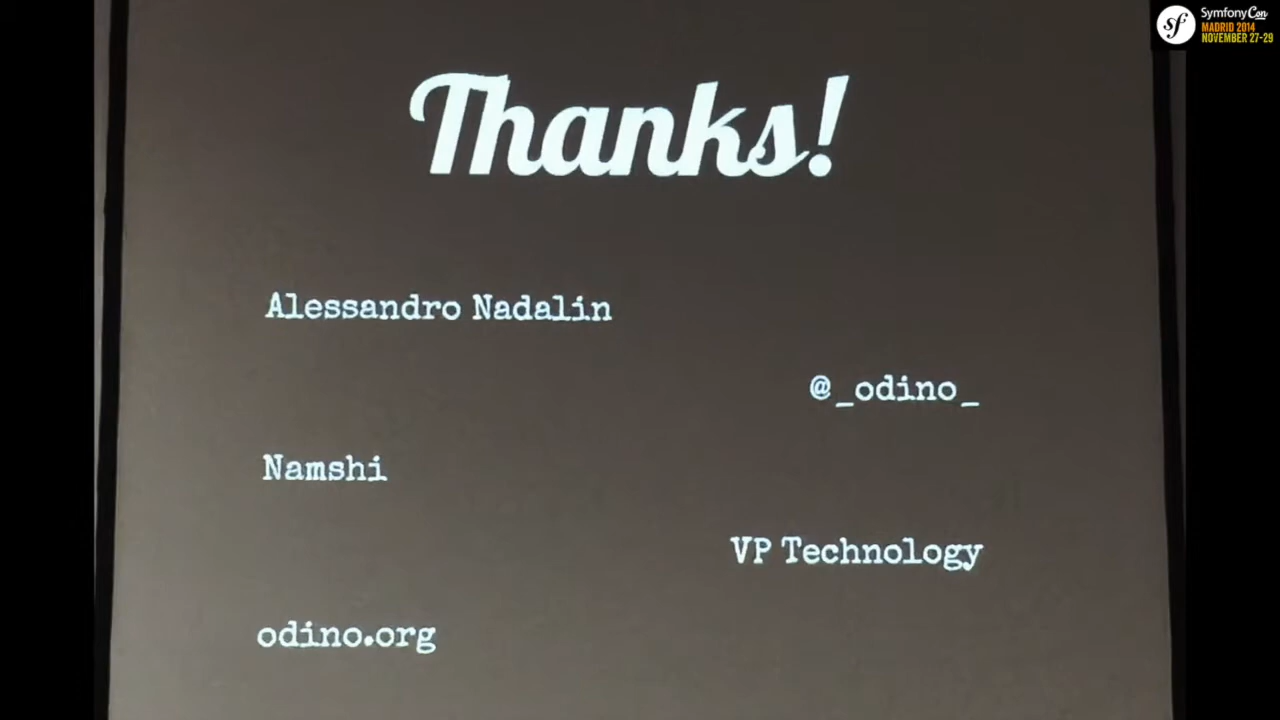 SymfonyCon
MADRID 2014
NOVEMBER 27-29
Thanks!
Alessandro Nadalin
@_odino_
Namshi
VP Technology
odino.org